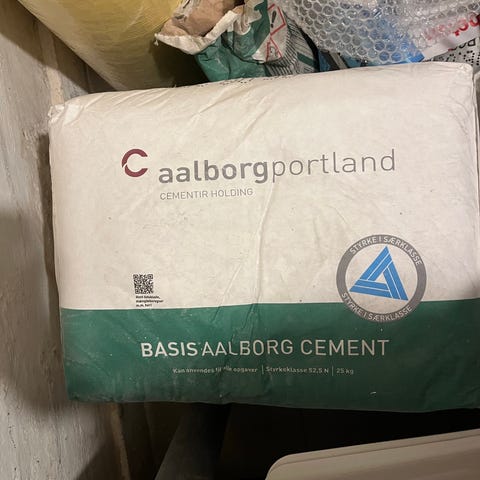 aalborgportland
CEMENTIR HOLDING
STYRKE I SÆRKLASSE
STYRKE I SÆRKLASSE
BASIS AALBORG CEMENT
Kan anvendes til alle opgaver | Styrkeklasse 52,5 N | 25 kg